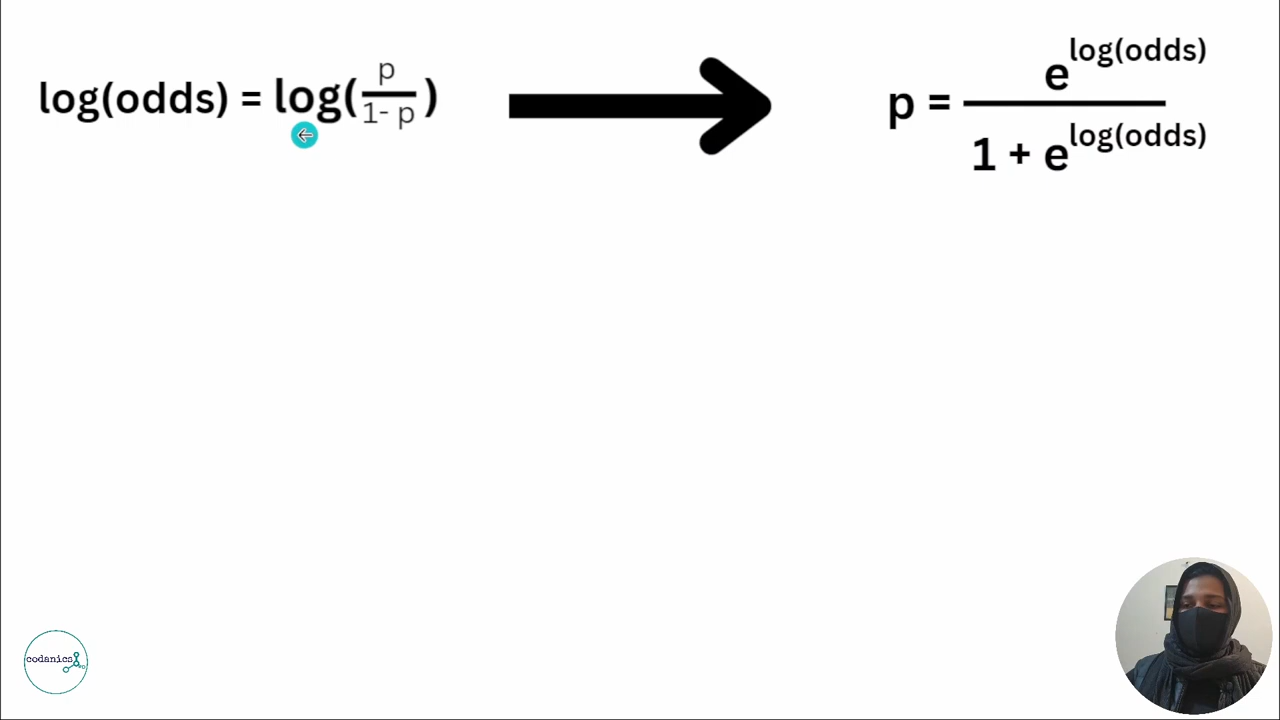 log(odds) = log( p / 1- p )
p = e^log(odds) / 1 + e^log(odds)
codanics